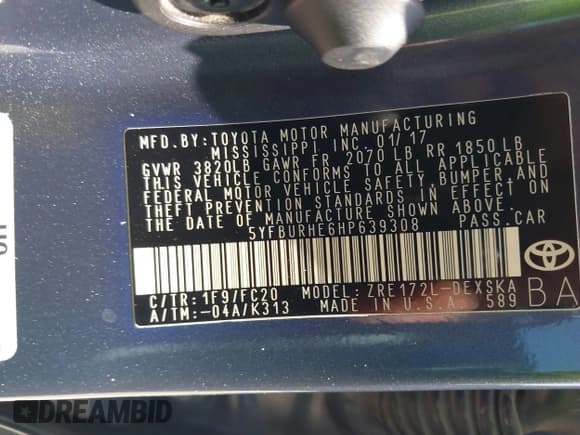 MFD.BY:TOYOTA MOTOR MANUFACTURING
MISSISSIPPI INC.01/17
GVWR 3820LB GAWR FR 2070 LB RR 1850LB
THIS VEHICLE CONFORMS TO ALL APPLICABLE
FEDERAL MOTOR VEHICLE SAFETY BUMPER,AND
THEFT PREVENTION STANDARDS IN EFFECT ON
THE DATE OF MANUFACTURE SHOWN ABOVE.
5YFBURHE6HP639308 PASS.CAR
C/TR:1F9/FC20 MODEL:ZRE172L-DEXSKA
A/TM:-04A/K313 MADE IN U.S.A. 589
BA
DREAMBID